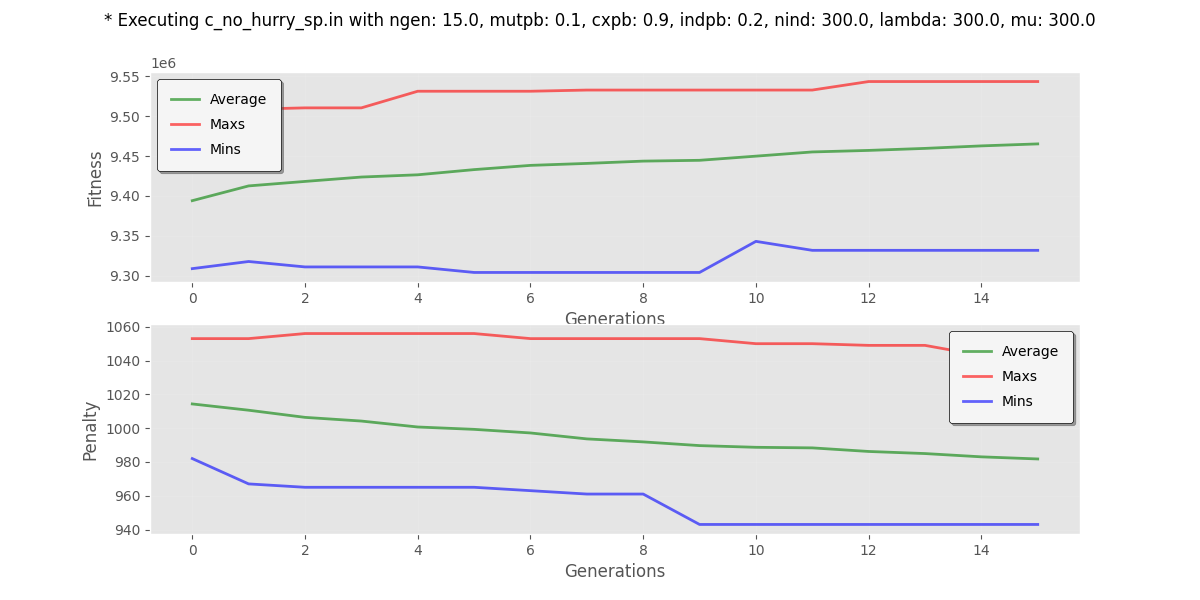 * Executing c_no_hurry_sp.in with ngen: 15.0, mutpb: 0.1, cxpb: 0.9, indpb: 0.2, nind: 300.0, lambda: 300.0, mu: 300.0
1e6
9.55
9.50
9.45
9.40
9.35
9.30
Fitness
Average
Maxs
Mins
0 2 4 6 8 10 12 14
Generations
1060
1040
1020
1000
980
960
940
Penalty
Average
Maxs
Mins
0 2 4 6 8 10 12 14
Generations